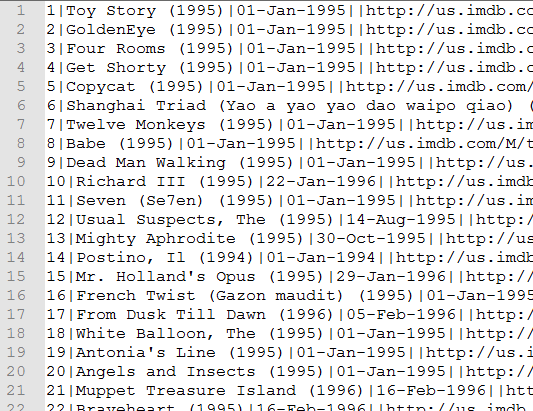 1 1|Toy Story (1995)|01-Jan-1995||http://us.imdb.co
2 2|GoldenEye (1995)|01-Jan-1995||http://us.imdb.c
3 3|Four Rooms (1995)|01-Jan-1995||http://us.imdb.
4 4|Get Shorty (1995)|01-Jan-1995||http://us.imdb.
5 5|Copycat (1995)|01-Jan-1995||http://us.imdb.com/
6 6|Shanghai Triad (Yao a yao yao dao waipo qiao) (
7 7|Twelve Monkeys (1995)|01-Jan-1995||http://us.im
8 8|Babe (1995)|01-Jan-1995||http://us.imdb.com/M/t
9 9|Dead Man Walking (1995)|01-Jan-1995||http://us.
10 10|Richard III (1995)|22-Jan-1996||http://us.imdb
11 11|Seven (Se7en) (1995)|01-Jan-1995||http://us.im
12 12|Usual Suspects, The (1995)|14-Aug-1995||http:/
13 13|Mighty Aphrodite (1995)|30-Oct-1995||http://us
14 14|Postino, Il (1994)|01-Jan-1994||http://us.imdb
15 15|Mr. Holland's Opus (1995)|29-Jan-1996||http://
16 16|French Twist (Gazon maudit) (1995)|01-Jan-1995
17 17|From Dusk Till Dawn (1996)|05-Feb-1996||http:/
18 18|White Balloon, The (1995)|01-Jan-1995||http://
19 19|Antonia's Line (1995)|01-Jan-1995||http://us.i
20 20|Angels and Insects (1995)|01-Jan-1995||http://
21 21|Muppet Treasure Island (1996)|16-Feb-1996||htt
22 22|Braveheart (1995)|16-Feb-1996||http://us.imdb